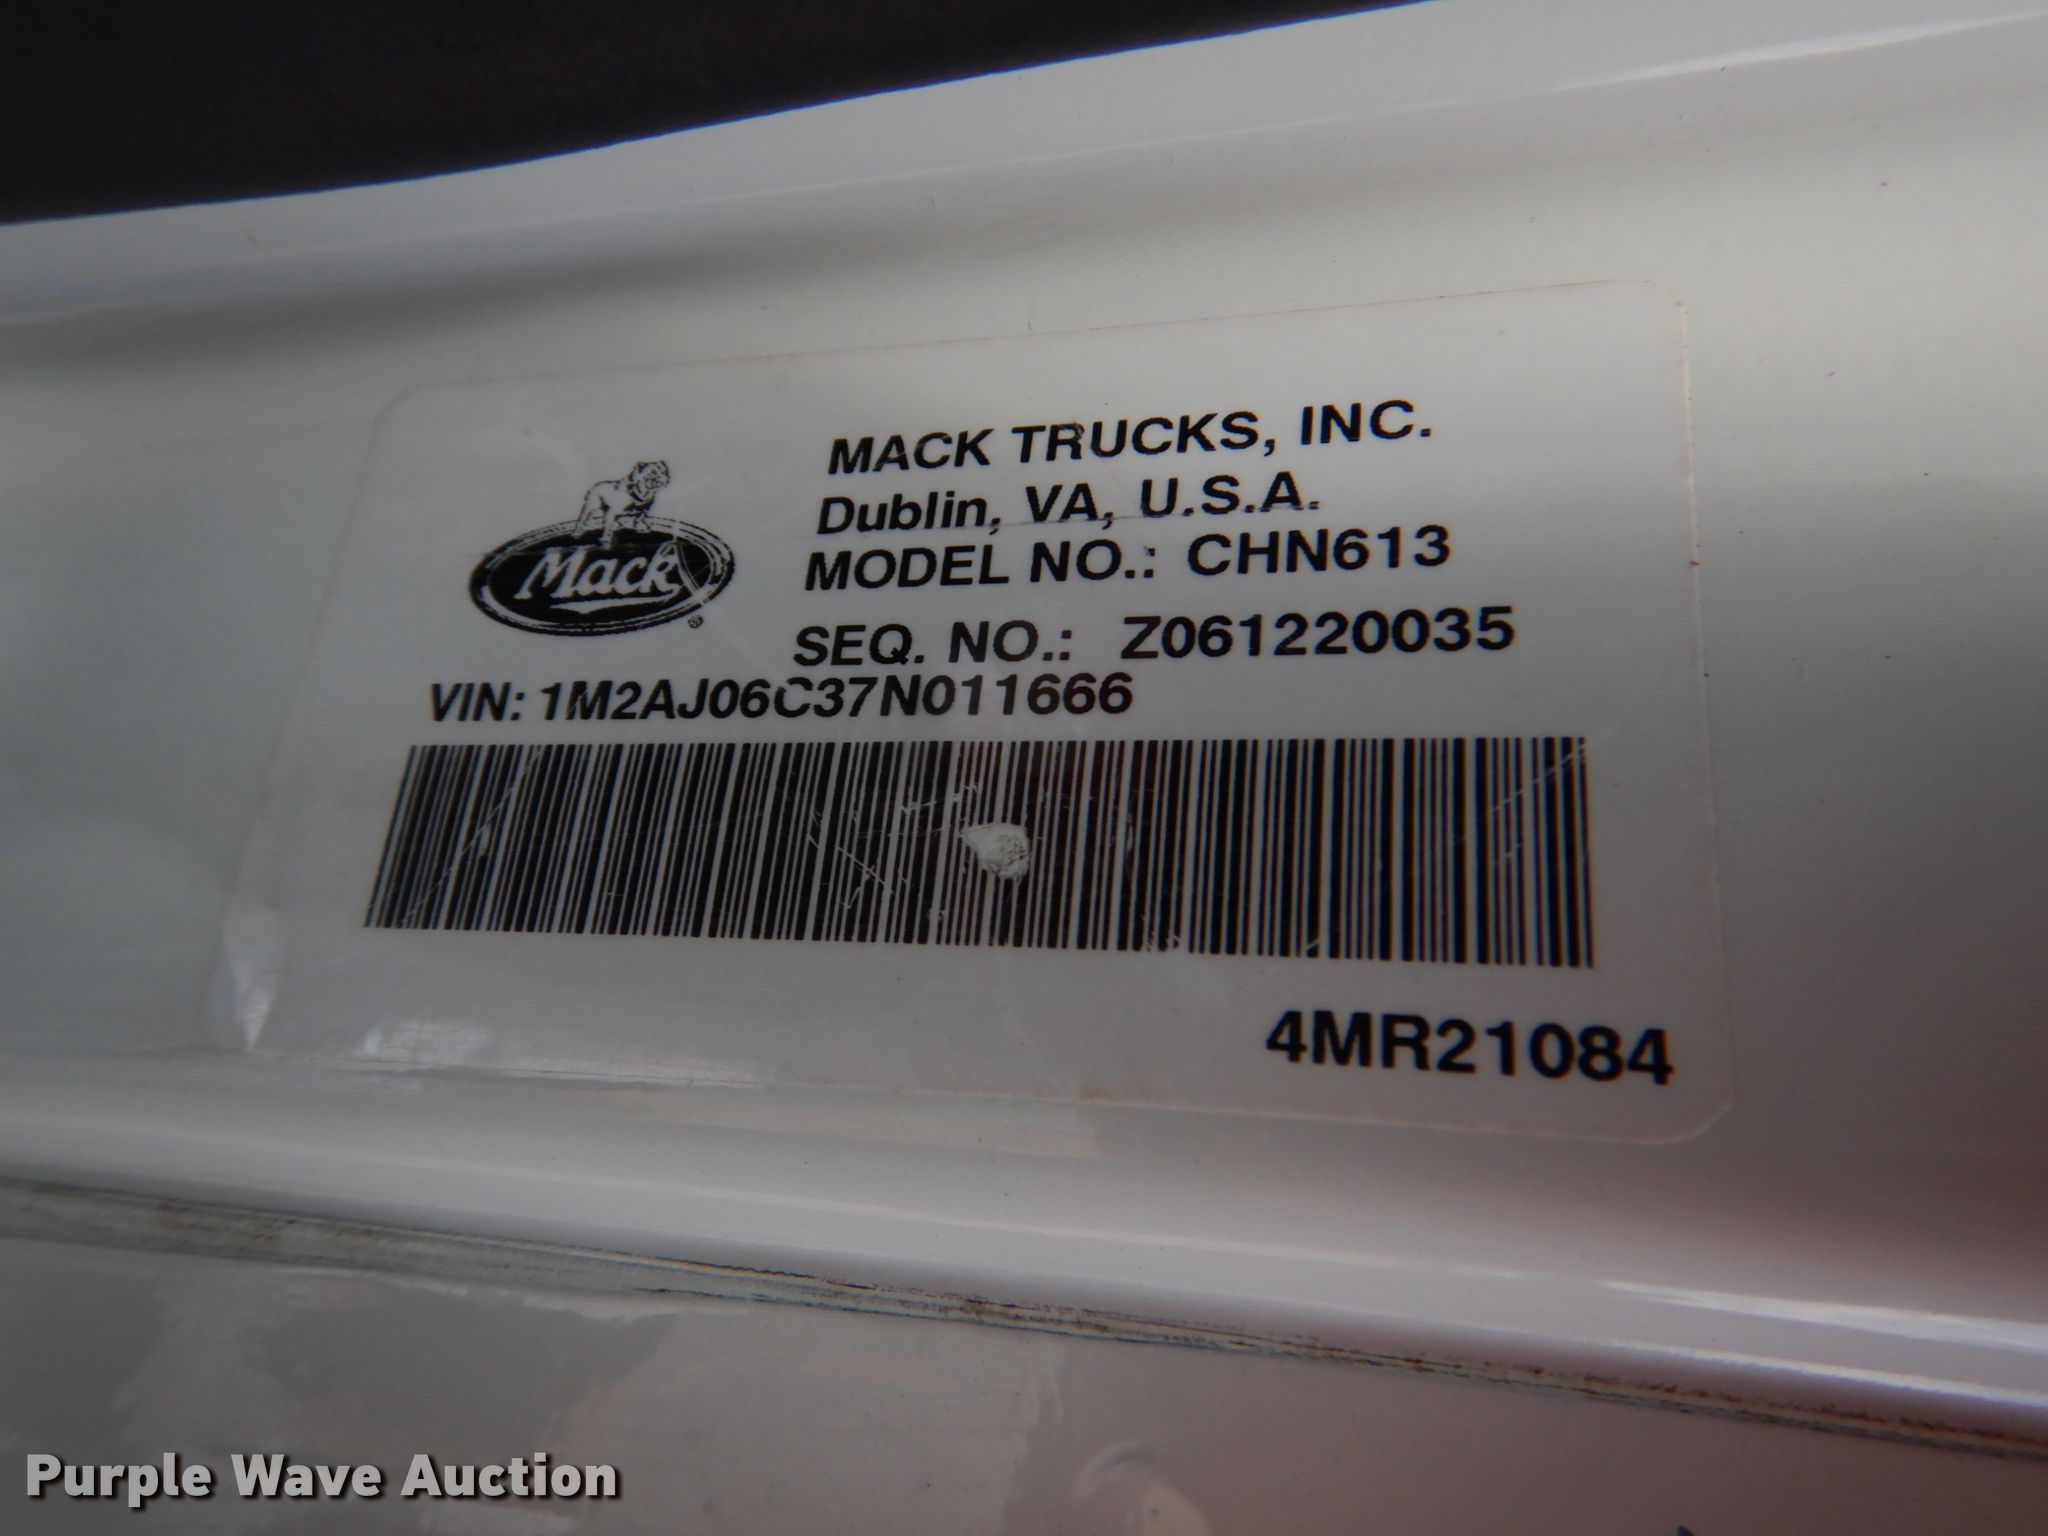 MACK TRUCKS, INC.
Dublin, VA, U.S.A.
MODEL NO.: CHN613
SEQ. NO.: Z061220035
Mack
®
VIN: 1M2AJ06C37N011666
4MR21084
Purple Wave Auction